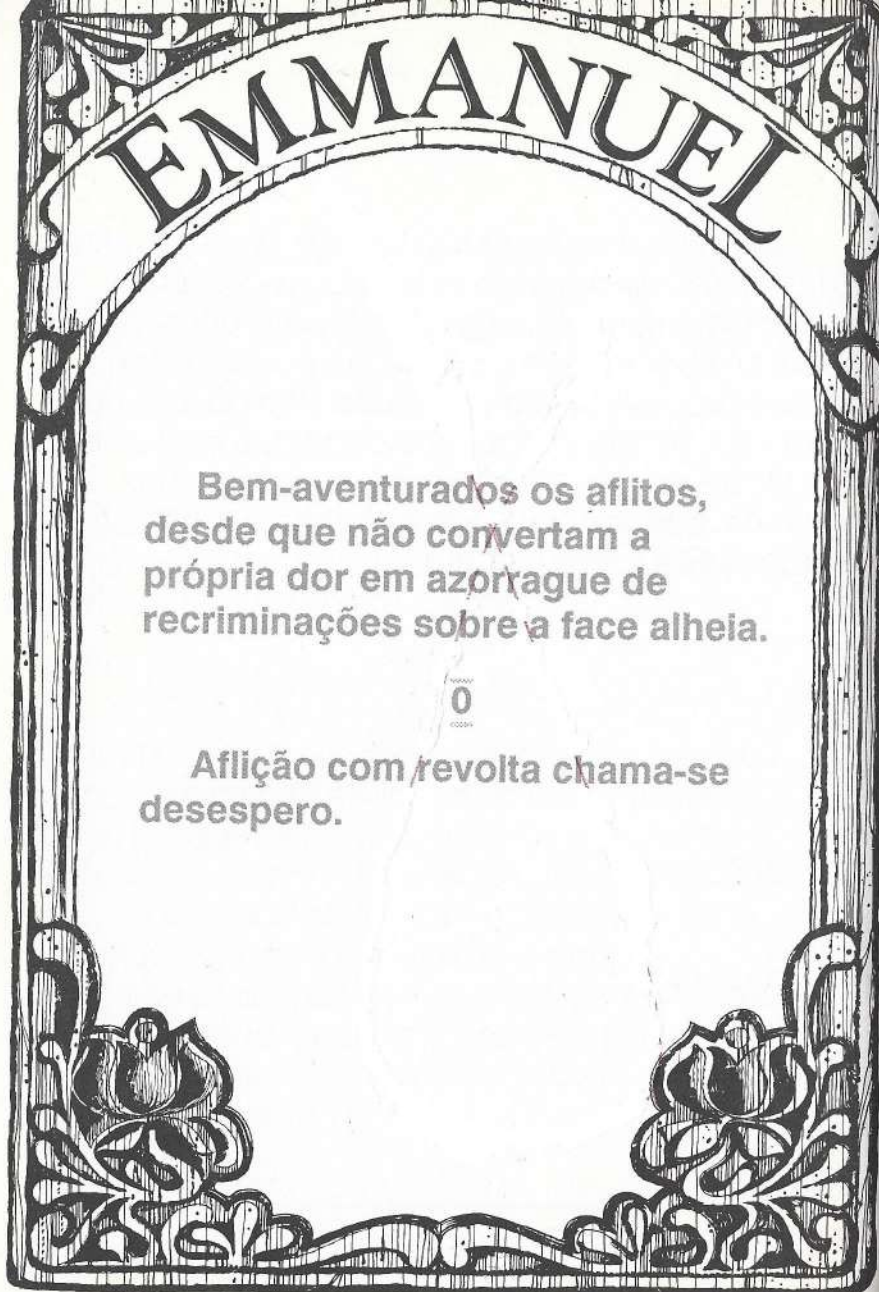 EMMANUEL
Bem-aventurados os aflitos,
desde que não convertam a
própria dor em azorrague de
recriminações sobre a face alheia.
0
Aflição com revolta chama-se
desespero.